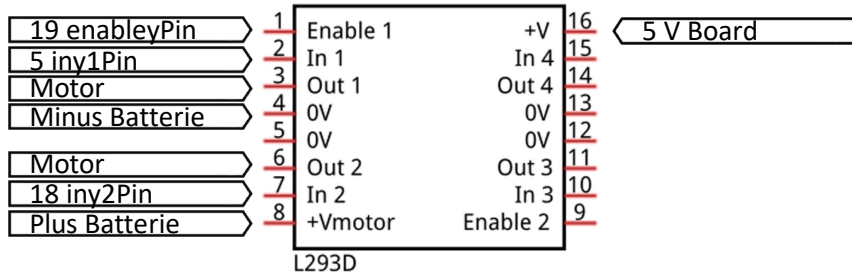 19 enableyPin 1 Enable 1 +V 16 5 V Board
5 iny1Pin 2 In 1 In 4 15
Motor 3 Out 1 Out 4 14
Minus Batterie 4 0V 0V 13
5 0V 0V 12
Motor 6 Out 2 Out 3 11
18 iny2Pin 7 In 2 In 3 10
Plus Batterie 8 +Vmotor Enable 2 9
L293D